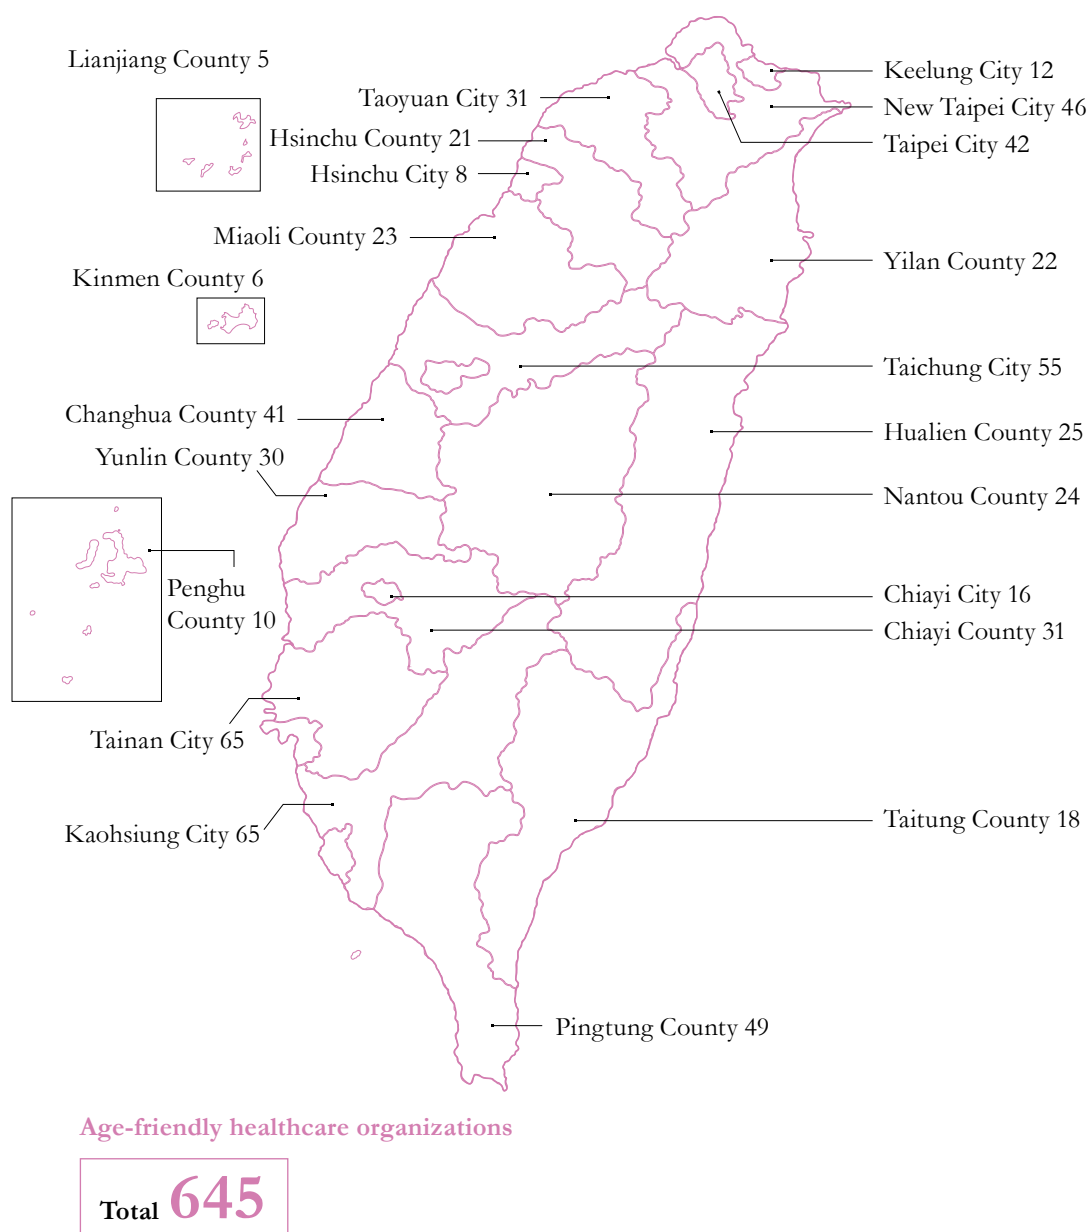 Lianjiang County 5
Keelung City 12
Taoyuan City 31
New Taipei City 46
Hsinchu County 21
Taipei City 42
Hsinchu City 8
Miaoli County 23
Yilan County 22
Kinmen County 6
Taichung City 55
Changhua County 41
Hualien County 25
Yunlin County 30
Nantou County 24
Penghu
County 10
Chiayi City 16
Chiayi County 31
Tainan City 65
Kaohsiung City 65
Taitung County 18
Pingtung County 49
Age-friendly healthcare organizations
Total 645